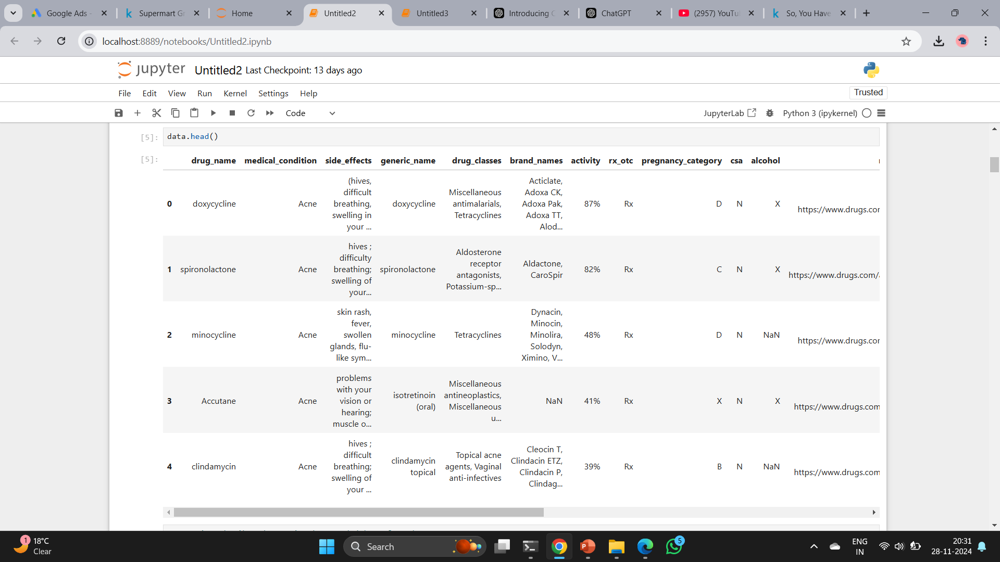 Google Ads -
Supermart Gr
Home
Untitled2
Untitled3
Introducing C
ChatGPT
(2957) YouTu
So, You Have
localhost:8889/notebooks/Untitled2.ipynb
jupyter Untitled2 Last Checkpoint: 13 days ago
File Edit View Run Kernel Settings Help
Trusted
Code
JupyterLab
Python 3 (ipykernel)
[5]: data.head()
[5]:
drug_name medical_condition side_effects generic_name drug_classes brand_names activity rx_otc pregnancy_category csa alcohol
0 doxycycline Acne (hives, difficult breathing, swelling in your ... doxycycline Miscellaneous antimalarials, Tetracyclines Acticlate, Adoxa CK, Adoxa Pak, Adoxa TT, Alod... 87% Rx D N X https://www.drugs.com
1 spironolactone Acne hives ; difficulty breathing; swelling of your... spironolactone Aldosterone receptor antagonists, Potassium-sp... Aldactone, CaroSpir 82% Rx C N X https://www.drugs.com/
2 minocycline Acne skin rash, fever, swollen glands, flu-like sym... minocycline Tetracyclines Dynacin, Minocin, Minolira, Solodyn, Ximino, V... 48% Rx D N NaN https://www.drugs.com
3 Accutane Acne problems with your vision or hearing; muscle o... isotretinoin (oral) Miscellaneous antineoplastics, Miscellaneous u... NaN 41% Rx X N X https://www.drugs.com
4 clindamycin Acne hives ; difficult breathing; swelling of your ... clindamycin topical Topical acne agents, Vaginal anti-infectives Cleocin T, Clindacin ETZ, Clindacin P, Clindag... 39% Rx B N NaN https://www.drugs.com
1
18°C
Clear
Search
5
ENG
IN
20:31
28-11-2024